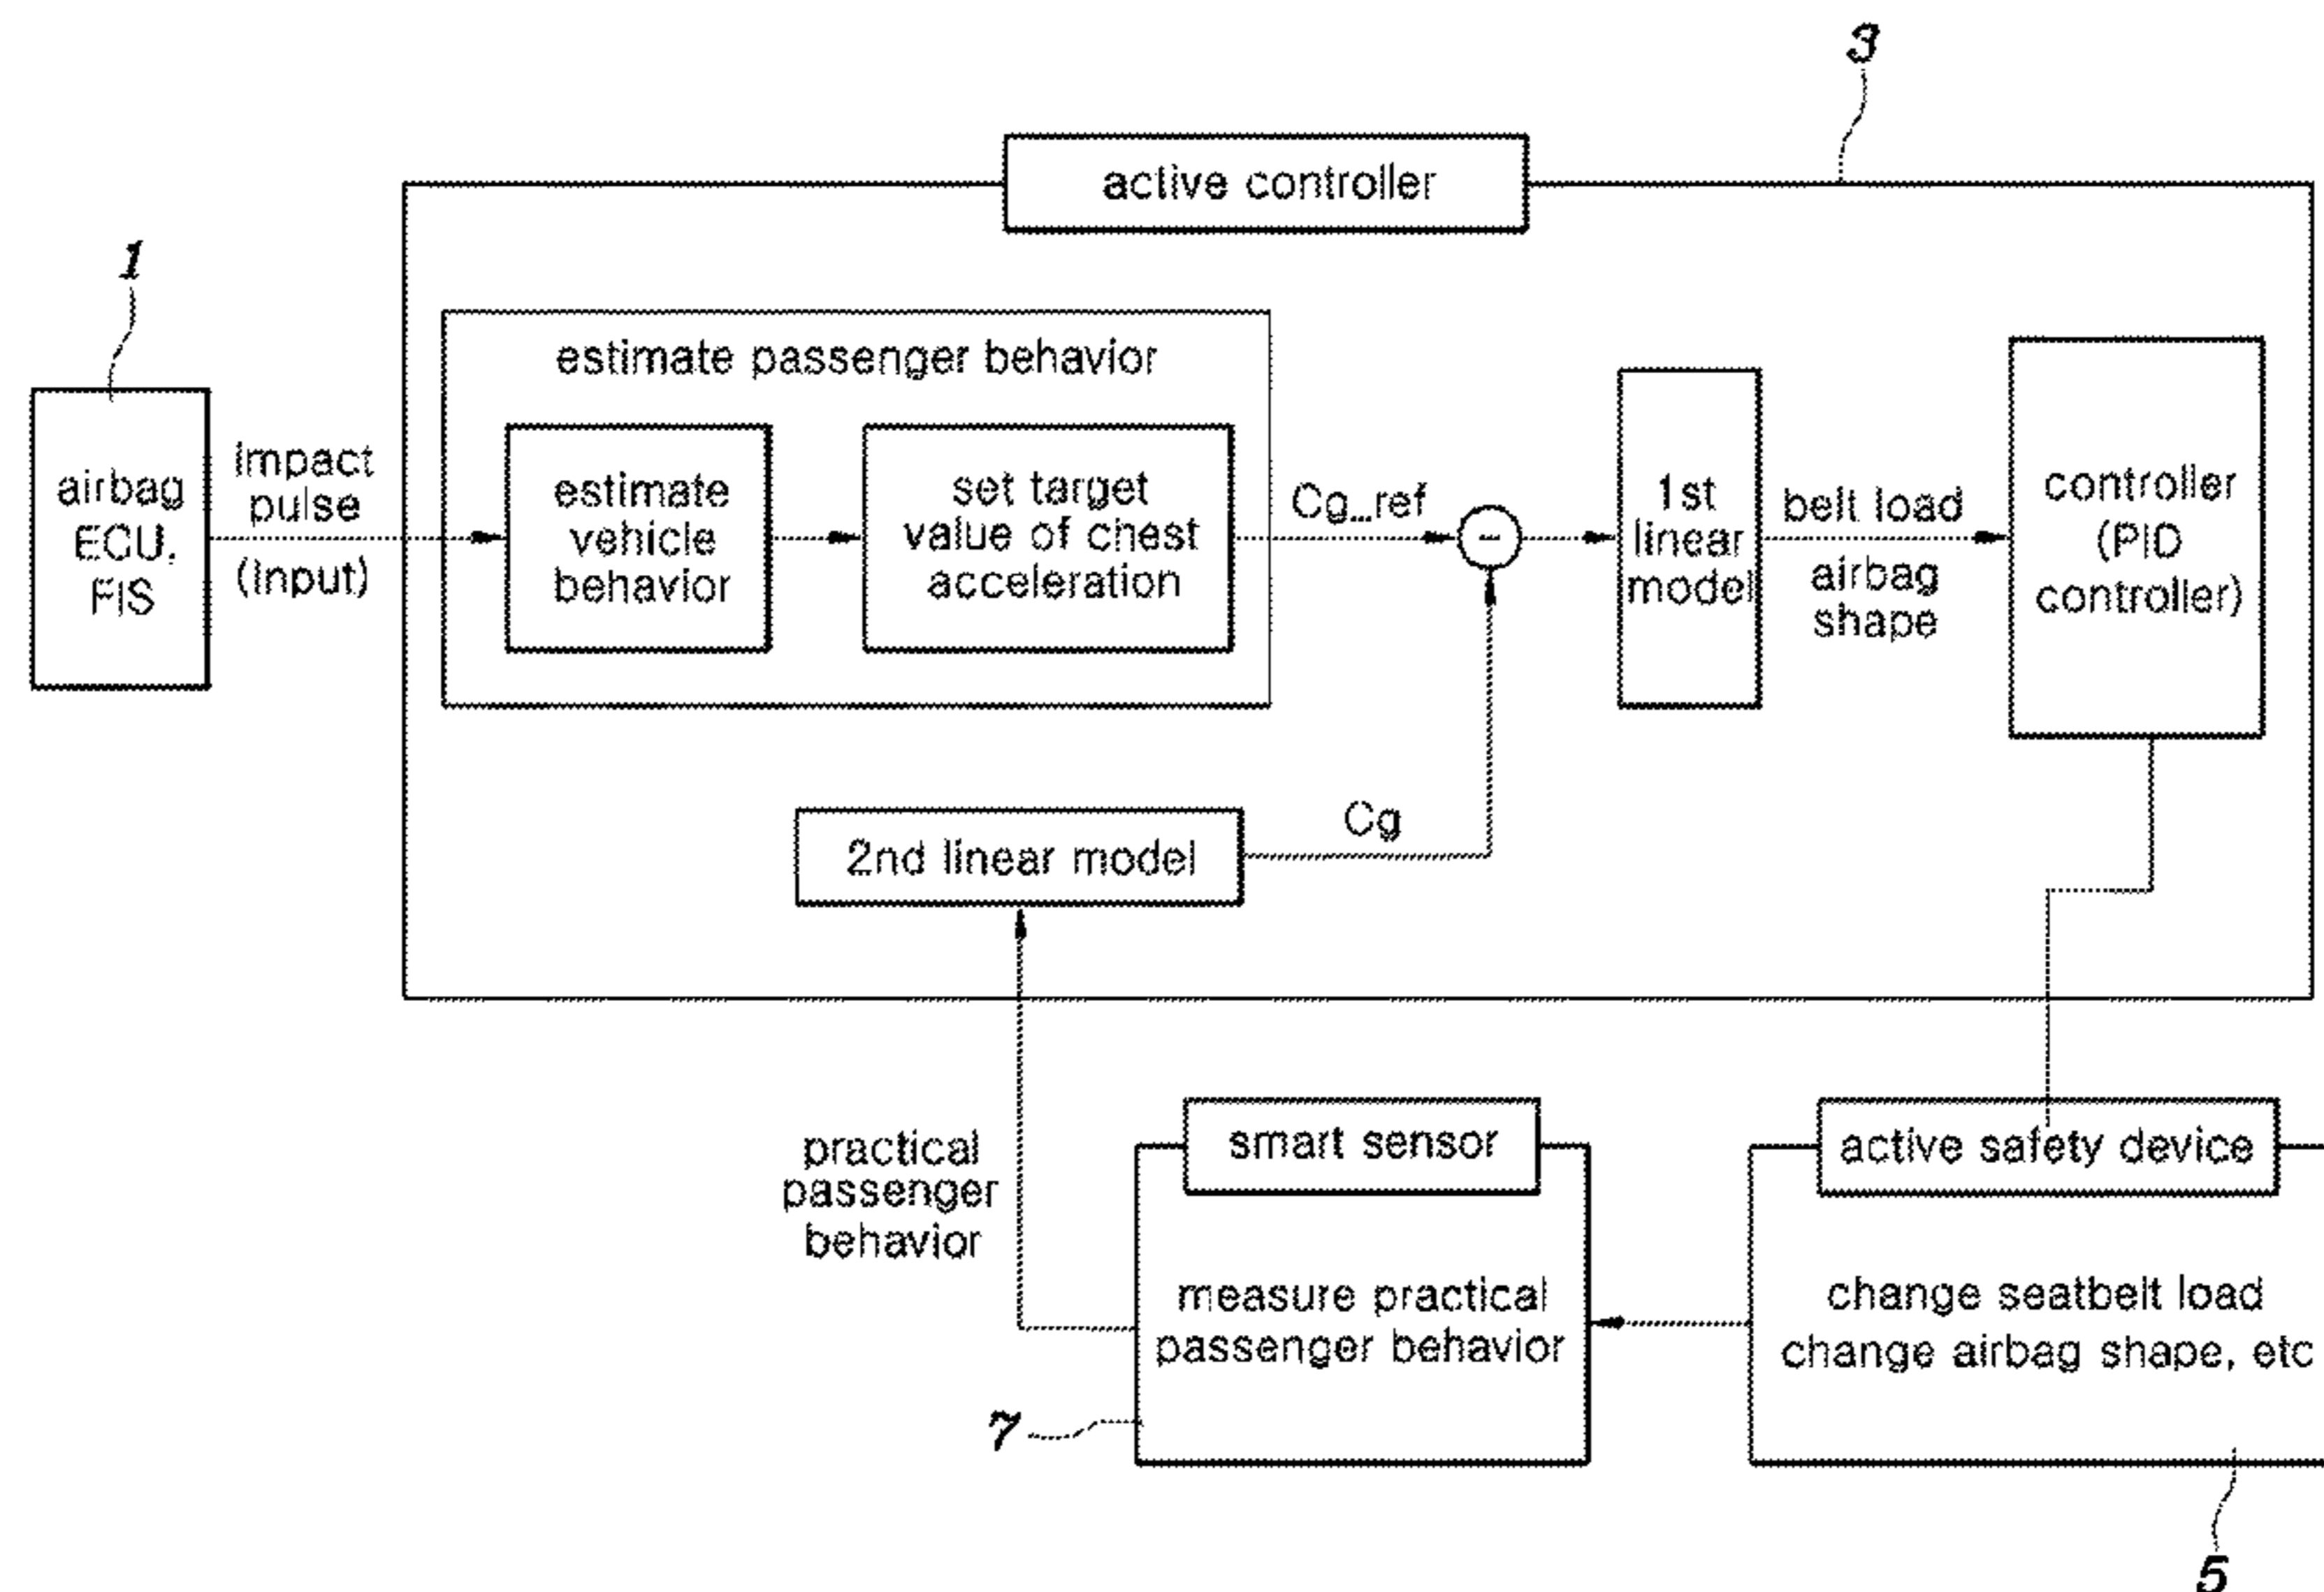 3
active controller
1
estimate passenger behavior
airbag
ECU,
FIS
Impact
pulse
(Input)
estimate
vehicle
behavior
set target
value of chest
acceleration
Cg_ref
-
1st
linear
model
belt load
airbag
shape
controller
(PID
controller)
2nd linear model
Cg
practical
passenger
behavior
smart sensor
measure practical
passenger behavior
7
active safety device
change seatbelt load
change airbag shape, etc
5